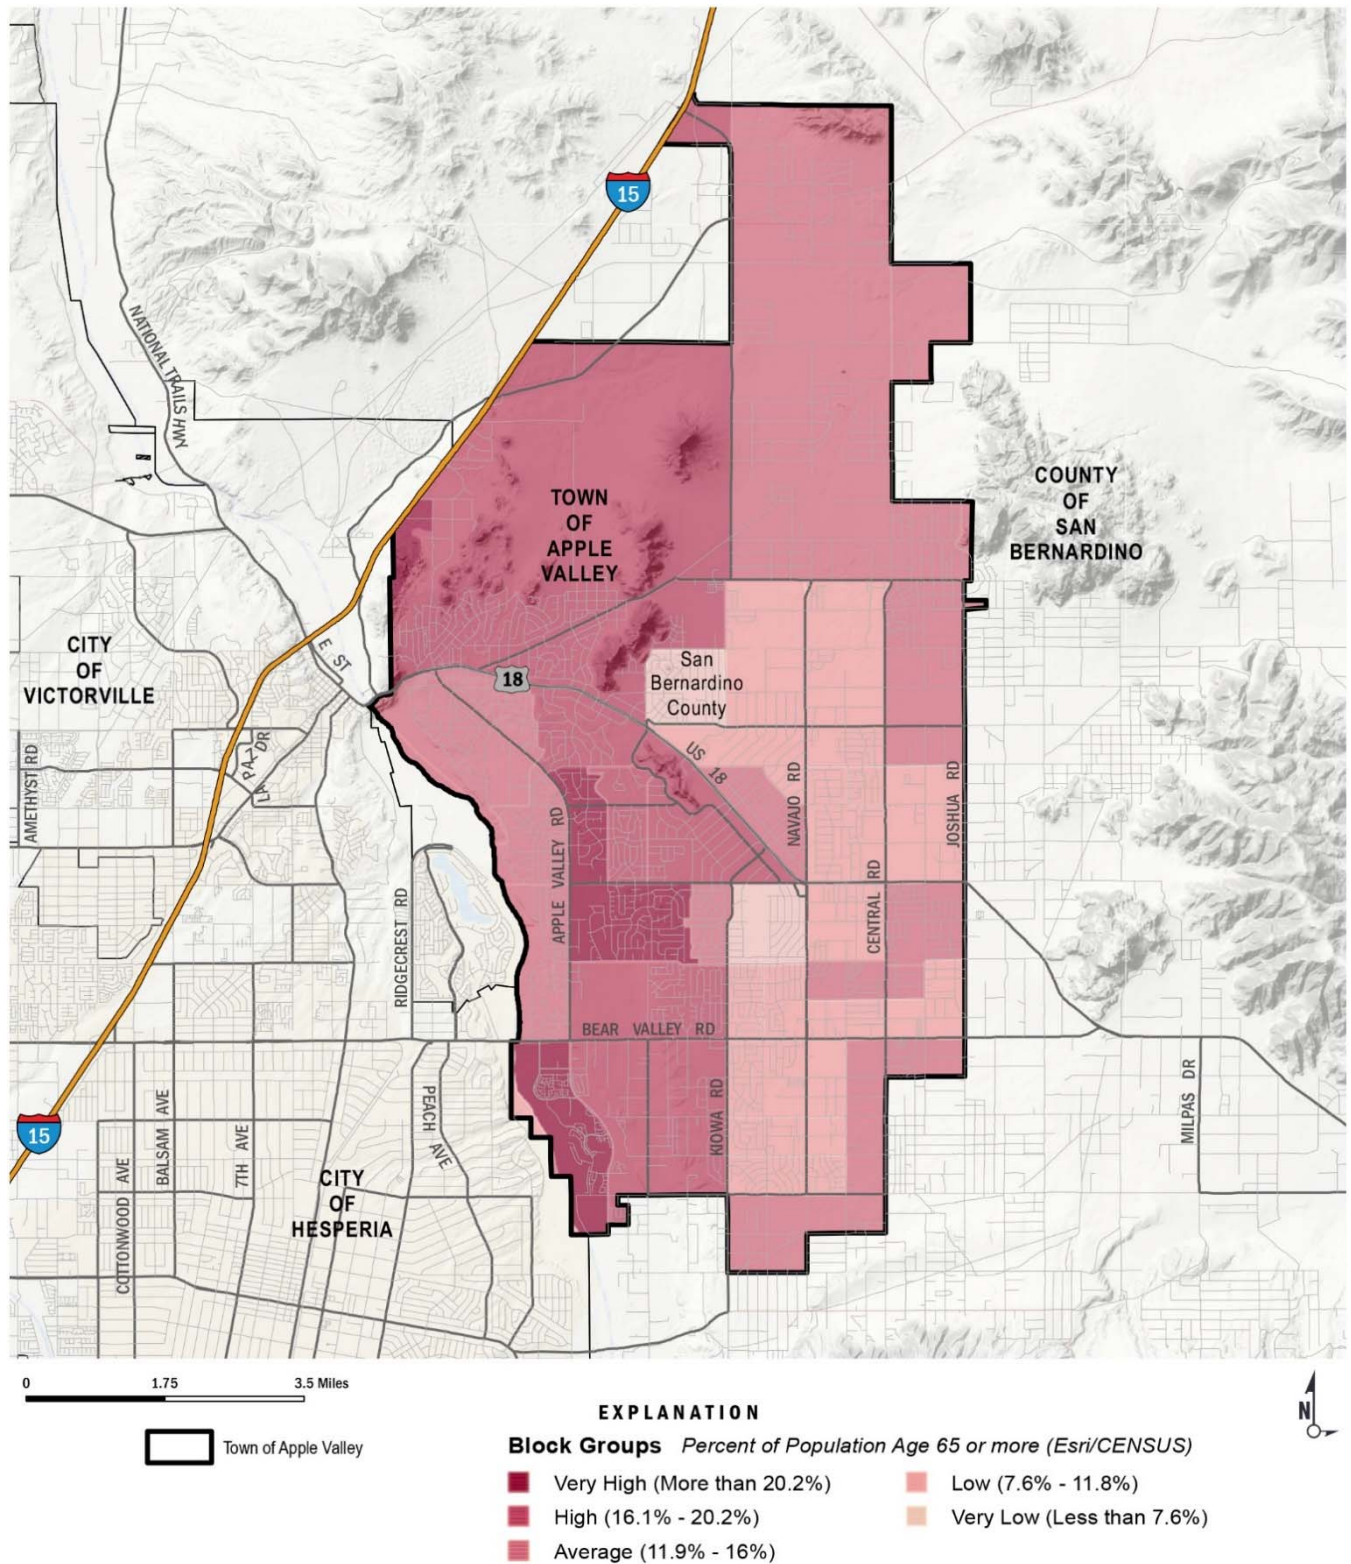 15
NATIONAL TRAILS HWY
TOWN
OF
APPLE
VALLEY
COUNTY
OF
SAN
BERNARDINO
CITY
OF
VICTORVILLE
E ST
18
San
Bernardino
County
US 18
LA PAZ DR
AMETHYST RD
NAVAJO RD
JOSHUA RD
APPLE VALLEY RD
CENTRAL RD
RIDGECREST RD
BEAR VALLEY RD
KIOWA RD
PEACH AVE
MILPAS DR
15
BALSAM AVE
7TH AVE
COTTONWOOD AVE
CITY
OF
HESPERIA
0 1.75 3.5 Miles
N
EXPLANATION
Town of Apple Valley
Block Groups Percent of Population Age 65 or more (Esri/CENSUS)
Very High (More than 20.2%)
High (16.1% - 20.2%)
Average (11.9% - 16%)
Low (7.6% - 11.8%)
Very Low (Less than 7.6%)